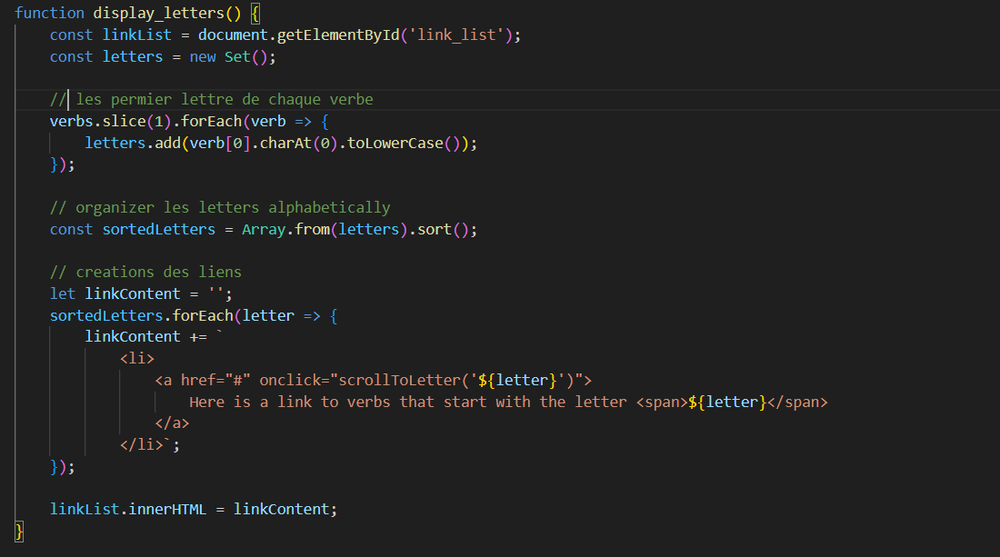 function display_letters() {
    const linkList = document.getElementById('link_list');
    const letters = new Set();

    // les permier lettre de chaque verbe
    verbs.slice(1).forEach(verb => {
        letters.add(verb[0].charAt(0).toLowerCase());
    });

    // organizer les letters alphabetically
    const sortedLetters = Array.from(letters).sort();

    // creations des liens
    let linkContent = '';
    sortedLetters.forEach(letter => {
        linkContent += `
            <li>
                <a href="#" onclick="scrollToLetter('${letter}')">
                    Here is a link to verbs that start with the letter <span>${letter}</span>
                </a>
            </li>`;
    });

    linkList.innerHTML = linkContent;
}